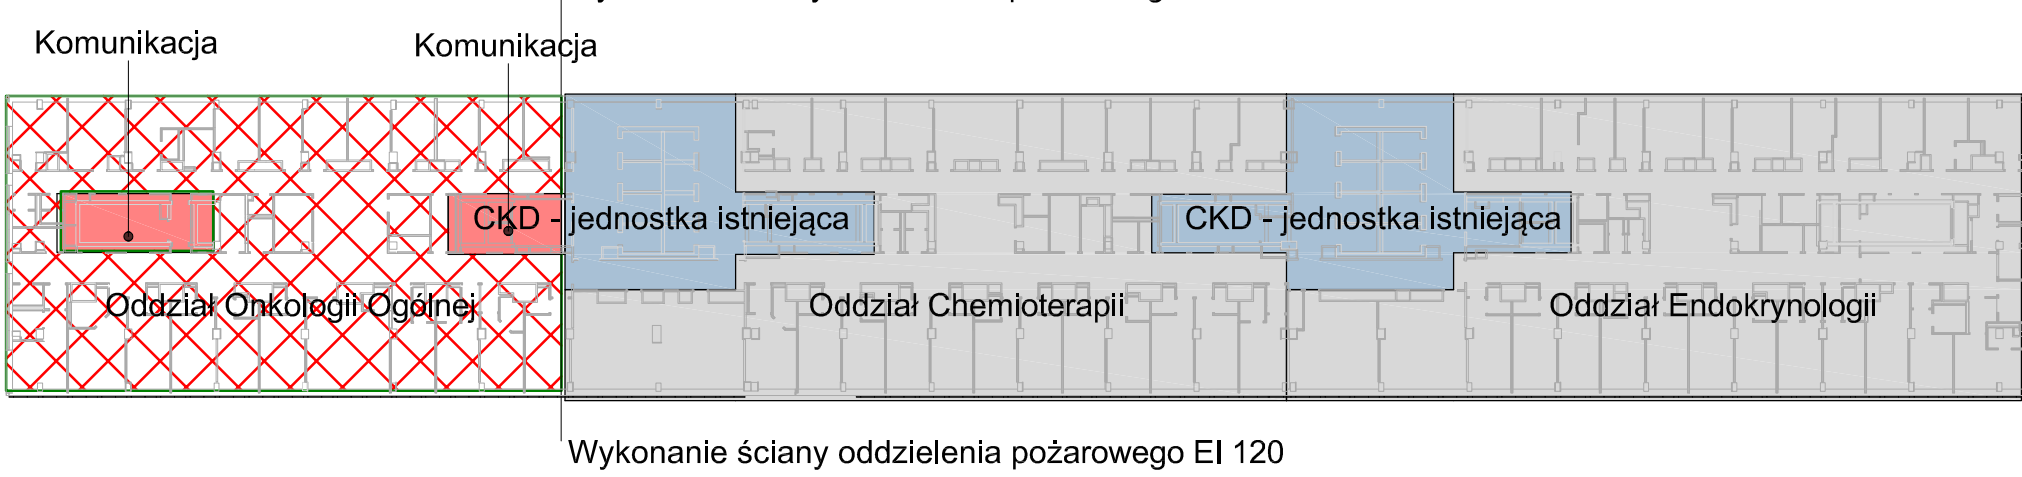 Komunikacja
Komunikacja
CKD - jednostka istniejąca
CKD - jednostka istniejąca
Oddział Onkologii Ogólnej
Oddział Chemioterapii
Oddział Endokrynologii
Wykonanie ściany oddzielenia pożarowego EI 120